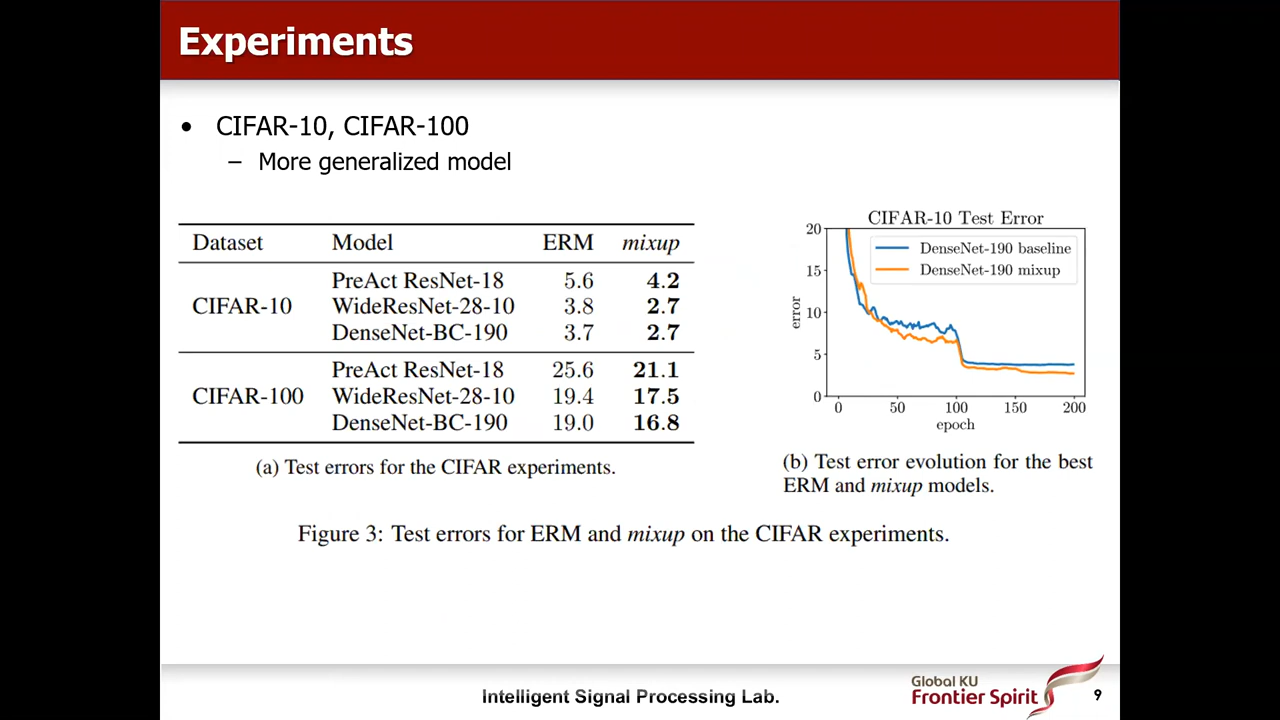 Experiments
• CIFAR-10, CIFAR-100
– More generalized model
Dataset Model ERM mixup
PreAct ResNet-18 5.6 4.2
CIFAR-10 WideResNet-28-10 3.8 2.7
DenseNet-BC-190 3.7 2.7
PreAct ResNet-18 25.6 21.1
CIFAR-100 WideResNet-28-10 19.4 17.5
DenseNet-BC-190 19.0 16.8
(a) Test errors for the CIFAR experiments.
CIFAR-10 Test Error
DenseNet-190 baseline
DenseNet-190 mixup
error
20
15
10
5
0
0 50 100 150 200
epoch
(b) Test error evolution for the best
ERM and mixup models.
Figure 3: Test errors for ERM and mixup on the CIFAR experiments.
Intelligent Signal Processing Lab.
Global KU
Frontier Spirit
9